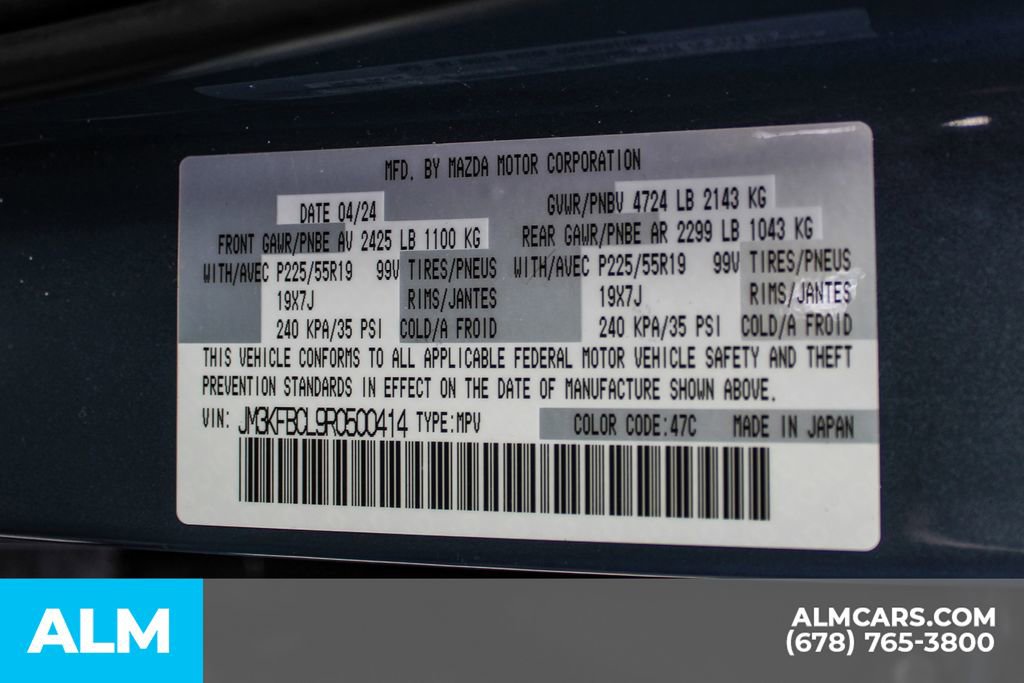 MFD. BY MAZDA MOTOR CORPORATION
DATE 04/24 GVWR/PNBV 4724 LB 2143 KG
FRONT GAWR/PNBE AV 2425 LB 1100 KG REAR GAWR/PNBE AR 2299 LB 1043 KG
WITH/AVEC P225/55R19 99V TIRES/PNEUS WITH/AVEC P225/55R19 99V TIRES/PNEUS
19X7J RIMS/JANTES 19X7J RIMS/JANTES
240 KPA/35 PSI COLD/A FROID 240 KPA/35 PSI COLD/A FROID
THIS VEHICLE CONFORMS TO ALL APPLICABLE FEDERAL MOTOR VEHICLE SAFETY AND THEFT
PREVENTION STANDARDS IN EFFECT ON THE DATE OF MANUFACTURE SHOWN ABOVE.
VIN: JM3KFBCL9R0500414 TYPE:MPV COLOR CODE:47C MADE IN JAPAN
ALM
ALMCARS.COM
(678) 765-3800